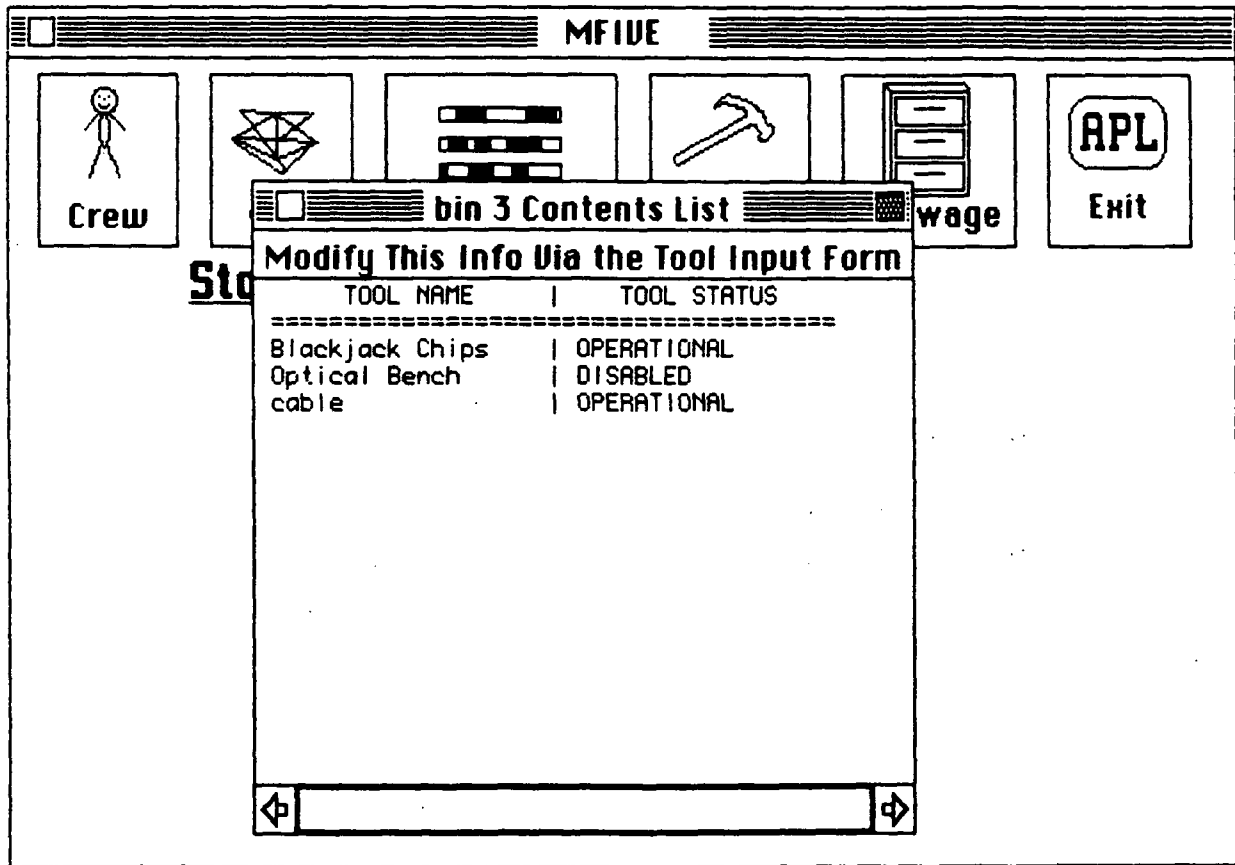 MFIVE
APL
Crew
wage
Exit
bin 3 Contents List
Modify This Info Via the Tool Input Form
Sto
TOOL NAME | TOOL STATUS
=======================================
Blackjack Chips | OPERATIONAL
Optical Bench | DISABLED
cable | OPERATIONAL